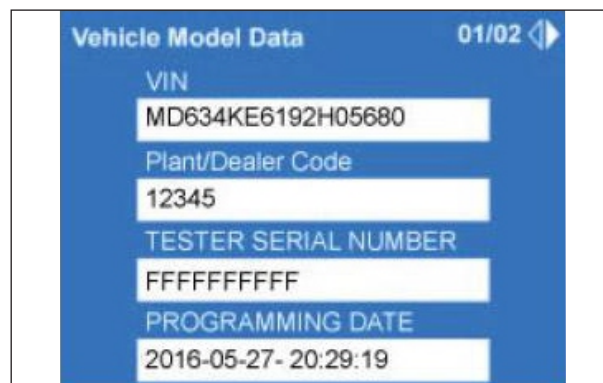 Vehicle Model Data 01/02
VIN
MD634KE6192H05680
Plant/Dealer Code
12345
TESTER SERIAL NUMBER
FFFFFFFFFF
PROGRAMMING DATE
2016-05-27- 20:29:19